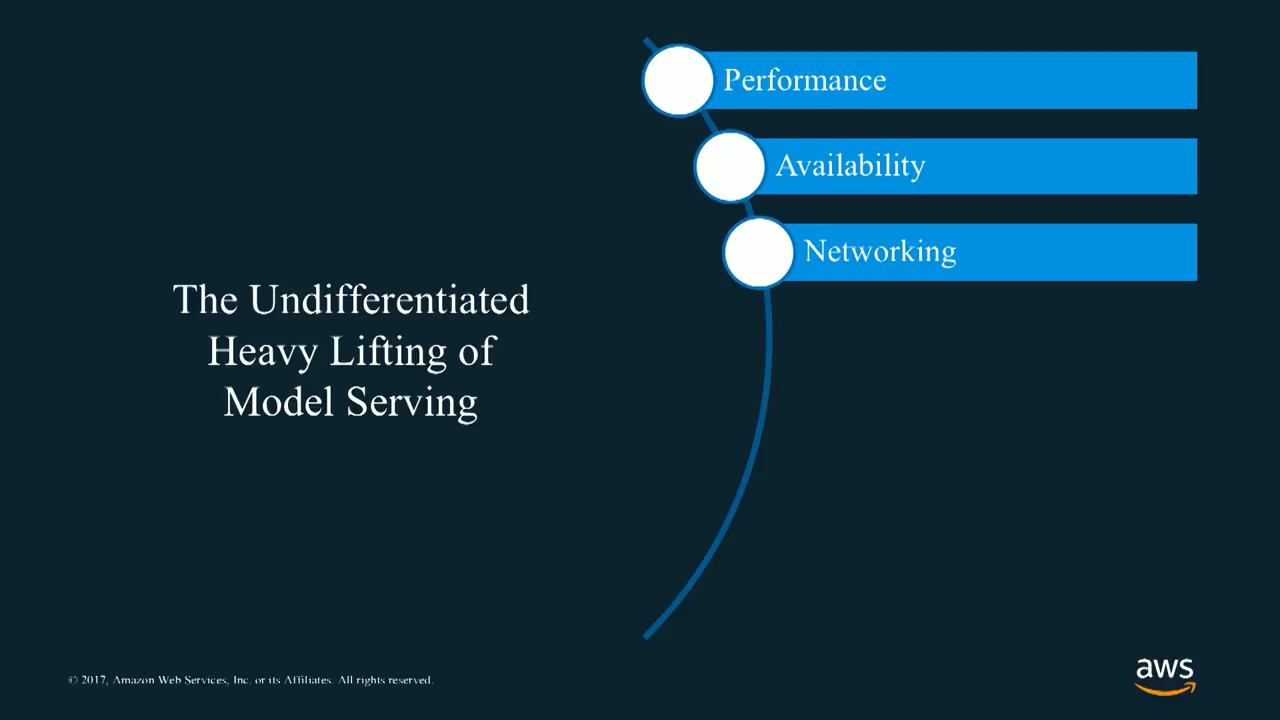 Performance
Availability
Networking
The Undifferentiated
Heavy Lifting of
Model Serving
© 2017, Amazon Web Services, Inc. or its Affiliates. All rights reserved.
aws